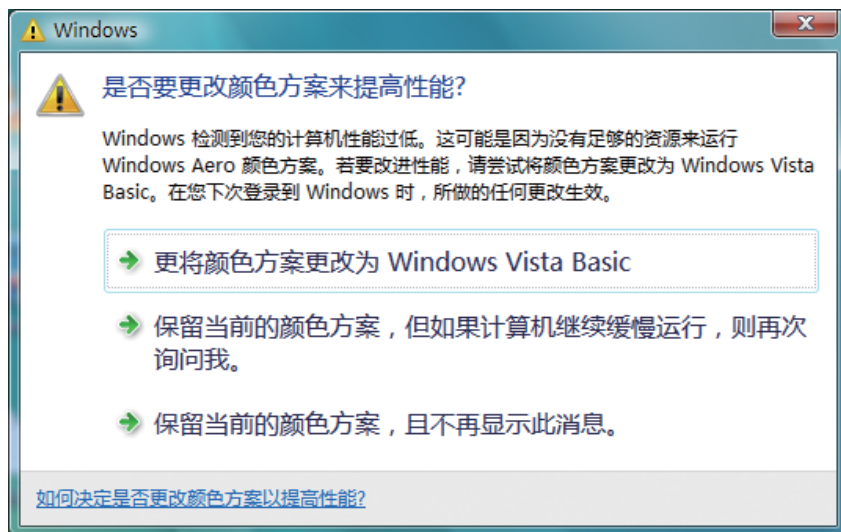 Windows
是否要更改颜色方案来提高性能?
Windows 检测到您的计算机性能过低。这可能是因为没有足够的资源来运行
Windows Aero 颜色方案。若要改进性能，请尝试将颜色方案更改为 Windows Vista
Basic。在您下次登录到 Windows 时，所做的任何更改生效。
更将颜色方案更改为 Windows Vista Basic
保留当前的颜色方案，但如果计算机继续缓慢运行，则再次
询问我。
保留当前的颜色方案，且不再显示此消息。
如何决定是否更改颜色方案以提高性能?